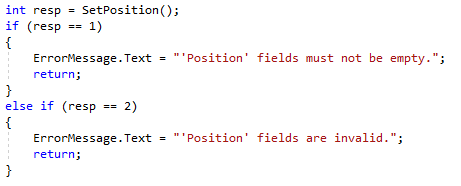 int resp = SetPosition();
if (resp == 1)
{
    ErrorMessage.Text = "'Position' fields must not be empty.";
    return;
}
else if (resp == 2)
{
    ErrorMessage.Text = "'Position' fields are invalid.";
    return;
}